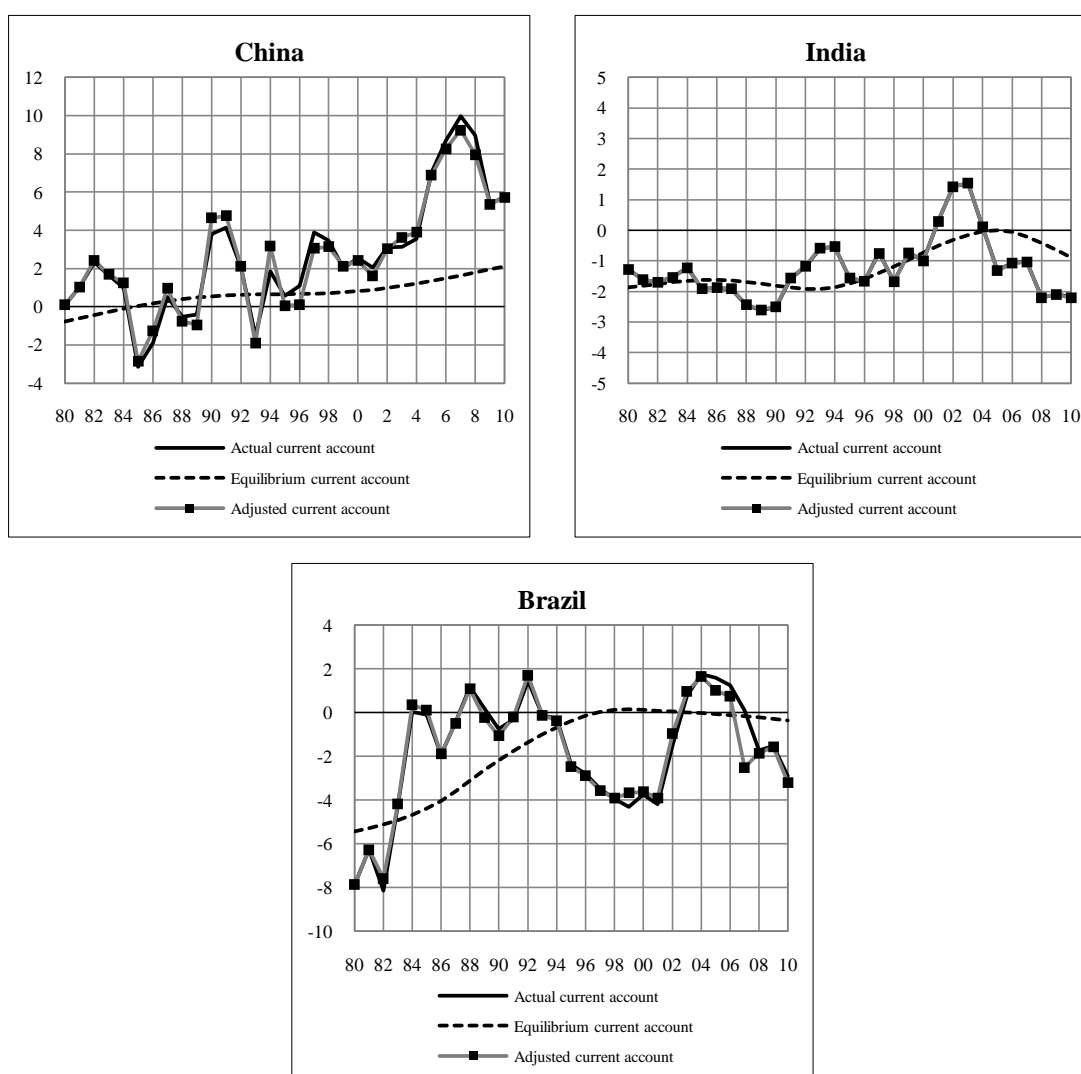 China
12
10
8
6
4
2
0
-2
-4
80 82 84 86 88 90 92 94 96 98 0 2 4 6 8 10
Actual current account
Equilibrium current account
Adjusted current account
India
5
4
3
2
1
0
-1
-2
-3
-4
-5
80 82 84 86 88 90 92 94 96 98 00 02 04 06 08 10
Actual current account
Equilibrium current account
Adjusted current account
Brazil
4
2
0
-2
-4
-6
-8
-10
80 82 84 86 88 90 92 94 96 98 00 02 04 06 08 10
Actual current account
Equilibrium current account
Adjusted current account